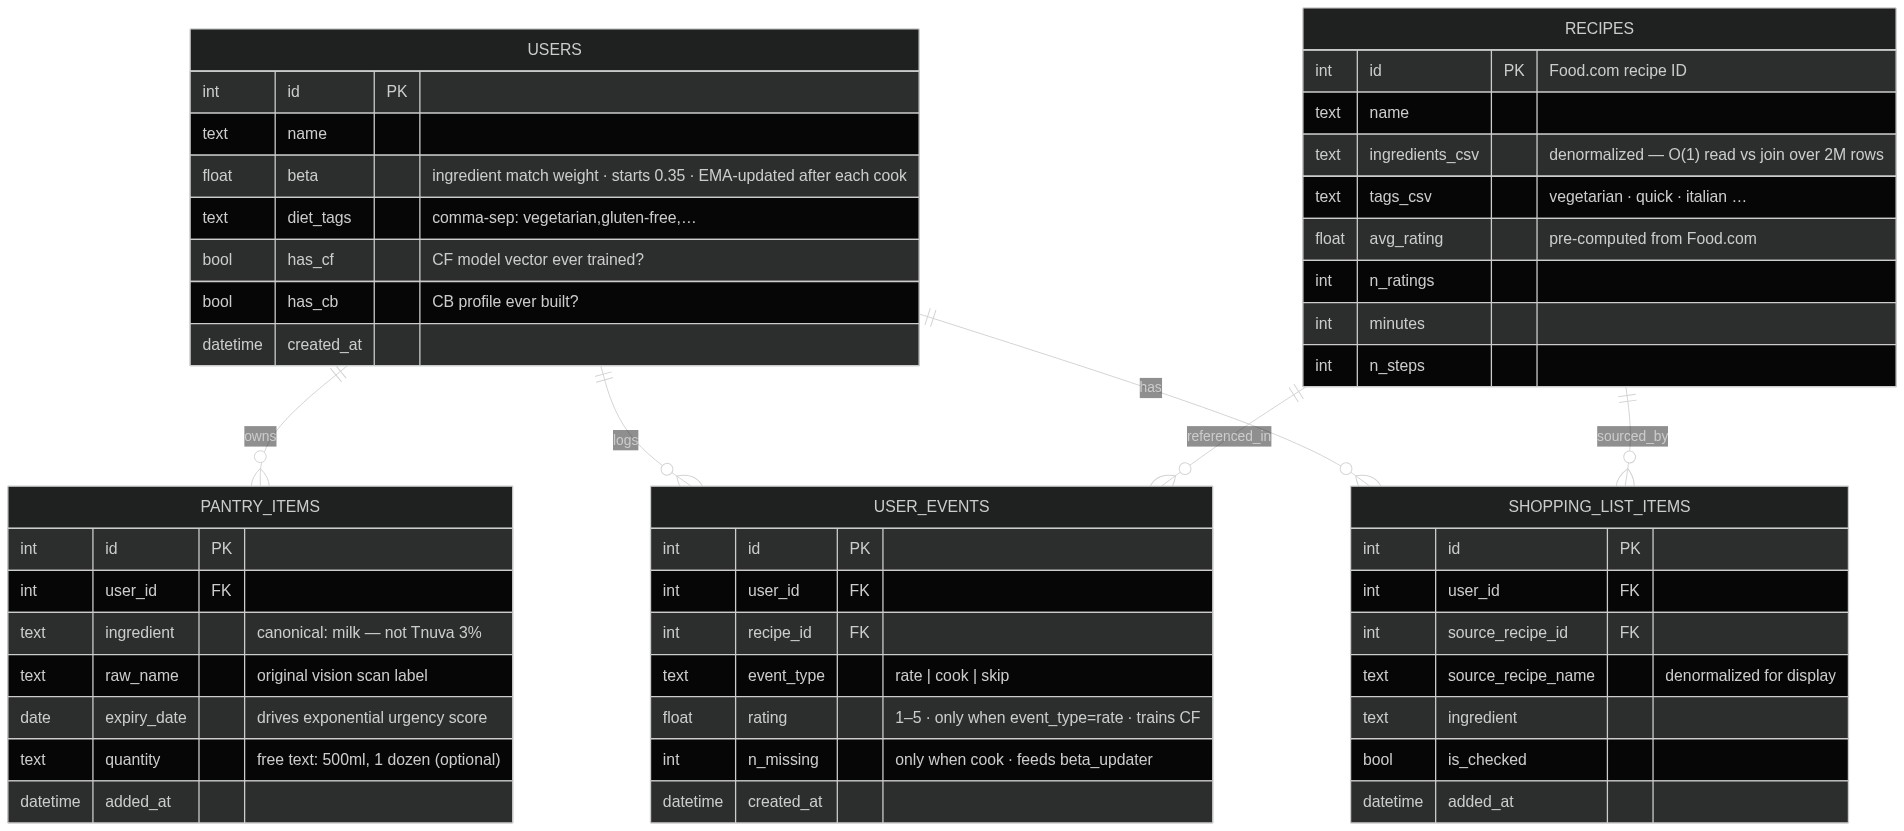 USERS
int id PK
text name
float beta ingredient match weight · starts 0.35 · EMA-updated after each cook
text diet_tags comma-sep: vegetarian,gluten-free,…
bool has_cf CF model vector ever trained?
bool has_cb CB profile ever built?
datetime created_at
RECIPES
int id PK Food.com recipe ID
text name
text ingredients_csv denormalized — O(1) read vs join over 2M rows
text tags_csv vegetarian · quick · italian …
float avg_rating pre-computed from Food.com
int n_ratings
int minutes
int n_steps
has
owns
logs
referenced_in
sourced_by
PANTRY_ITEMS
int id PK
int user_id FK
text ingredient canonical: milk — not Tnuva 3%
text raw_name original vision scan label
date expiry_date drives exponential urgency score
text quantity free text: 500ml, 1 dozen (optional)
datetime added_at
USER_EVENTS
int id PK
int user_id FK
int recipe_id FK
text event_type rate | cook | skip
float rating 1–5 · only when event_type=rate · trains CF
int n_missing only when cook · feeds beta_updater
datetime created_at
SHOPPING_LIST_ITEMS
int id PK
int user_id FK
int source_recipe_id FK
text source_recipe_name denormalized for display
text ingredient
bool is_checked
datetime added_at